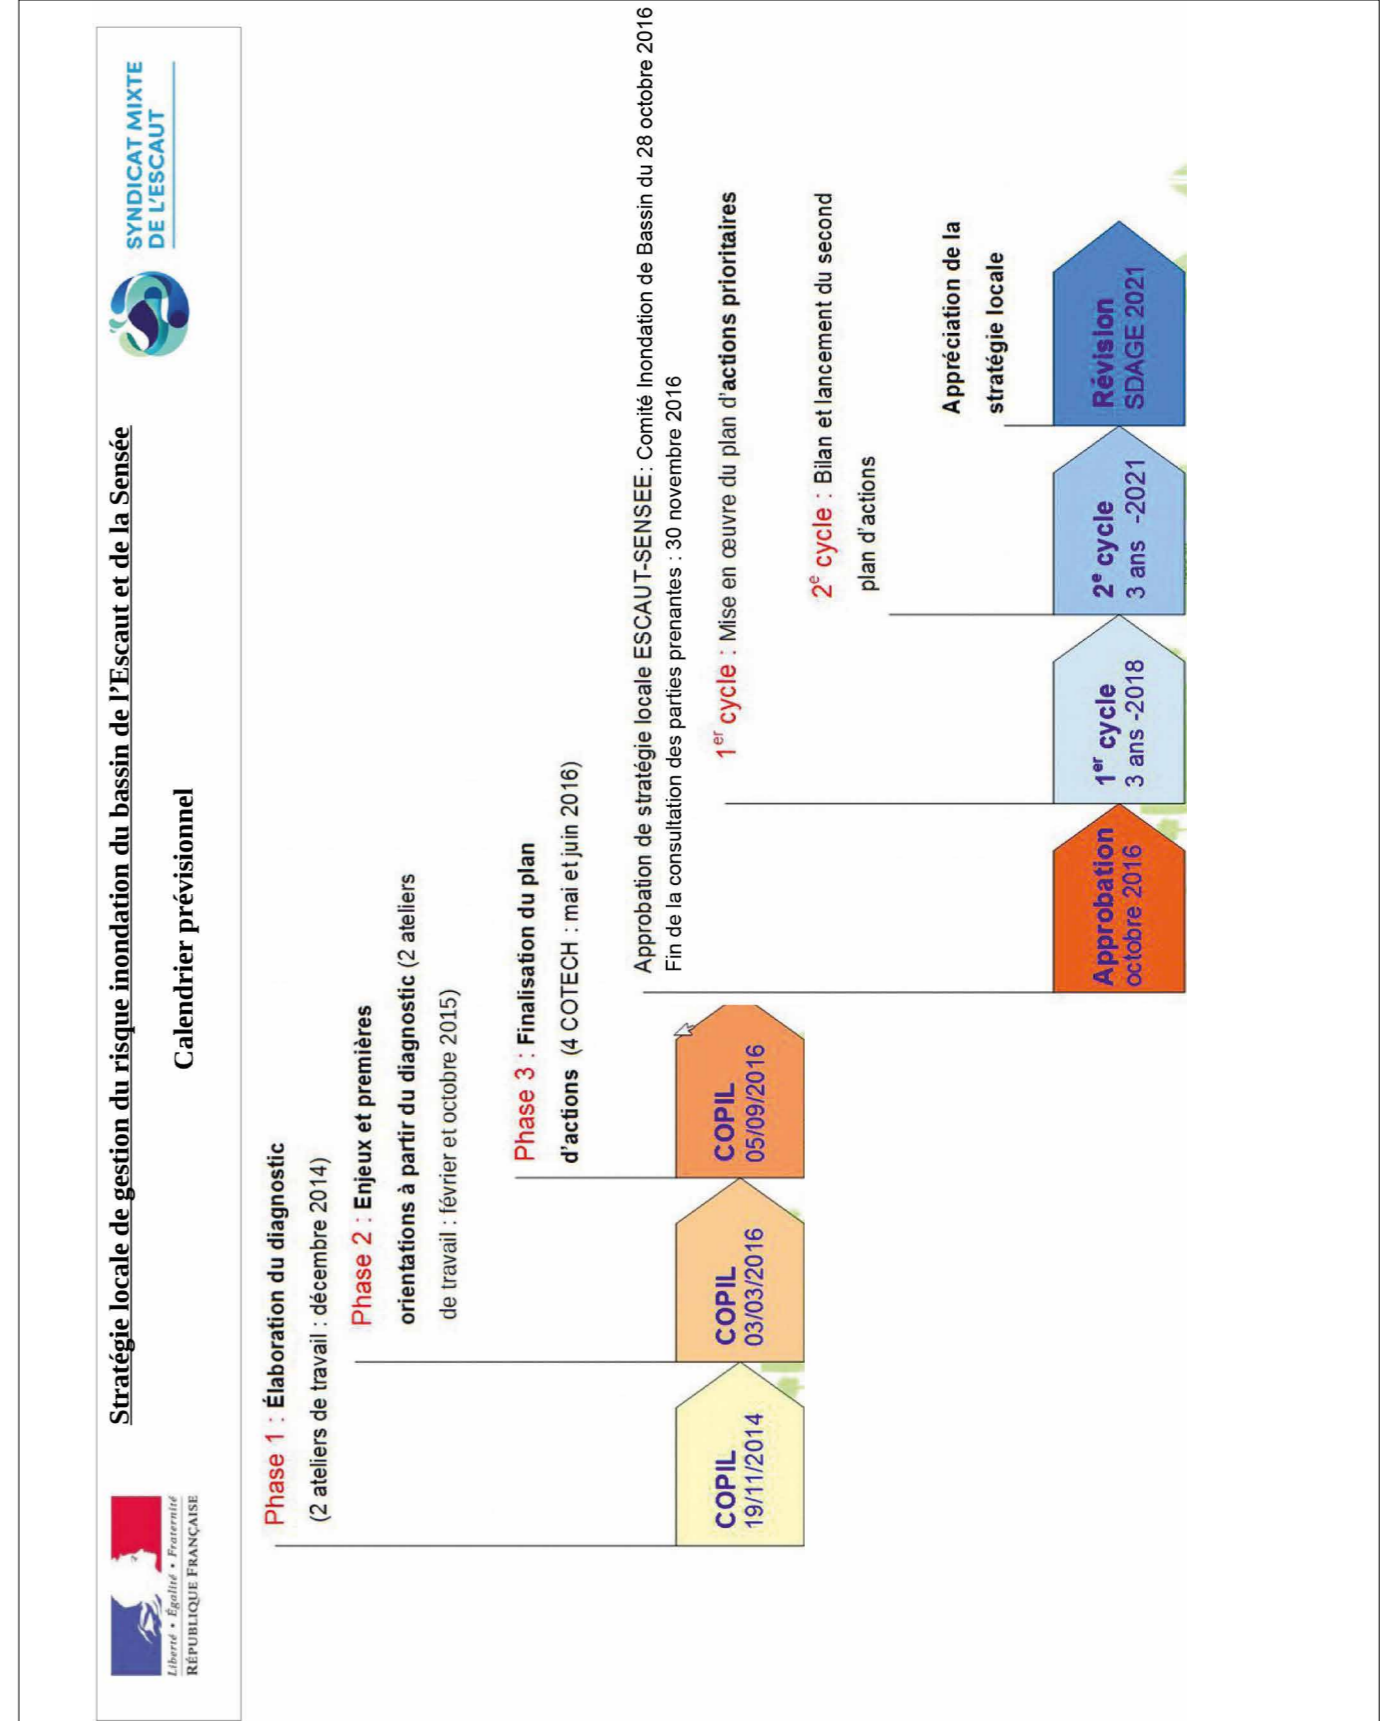 Liberté • Égalité • Fraternité
RÉPUBLIQUE FRANÇAISE
Stratégie locale de gestion du risque inondation du bassin de l'Escaut et de la Sensée
Calendrier prévisionnel
SYNDICAT MIXTE
DE L'ESCAUT
Phase 1 : Élaboration du diagnostic
(2 ateliers de travail : décembre 2014)
Phase 2 : Enjeux et premières
orientations à partir du diagnostic (2 ateliers
de travail : février et octobre 2015)
Phase 3 : Finalisation du plan
d'actions (4 COTECH : mai et juin 2016)
COPIL
19/11/2014
COPIL
03/03/2016
COPIL
05/09/2016
Approbation de stratégie locale ESCAUT-SENSEE : Comité Inondation de Bassin du 28 octobre 2016
Fin de la consultation des parties prenantes : 30 novembre 2016
1er cycle : Mise en œuvre du plan d'actions prioritaires
2e cycle : Bilan et lancement du second
plan d'actions
Appréciation de la
stratégie locale
Approbation
octobre 2016
1er cycle
3 ans -2018
2e cycle
3 ans -2021
Révision
SDAGE 2021